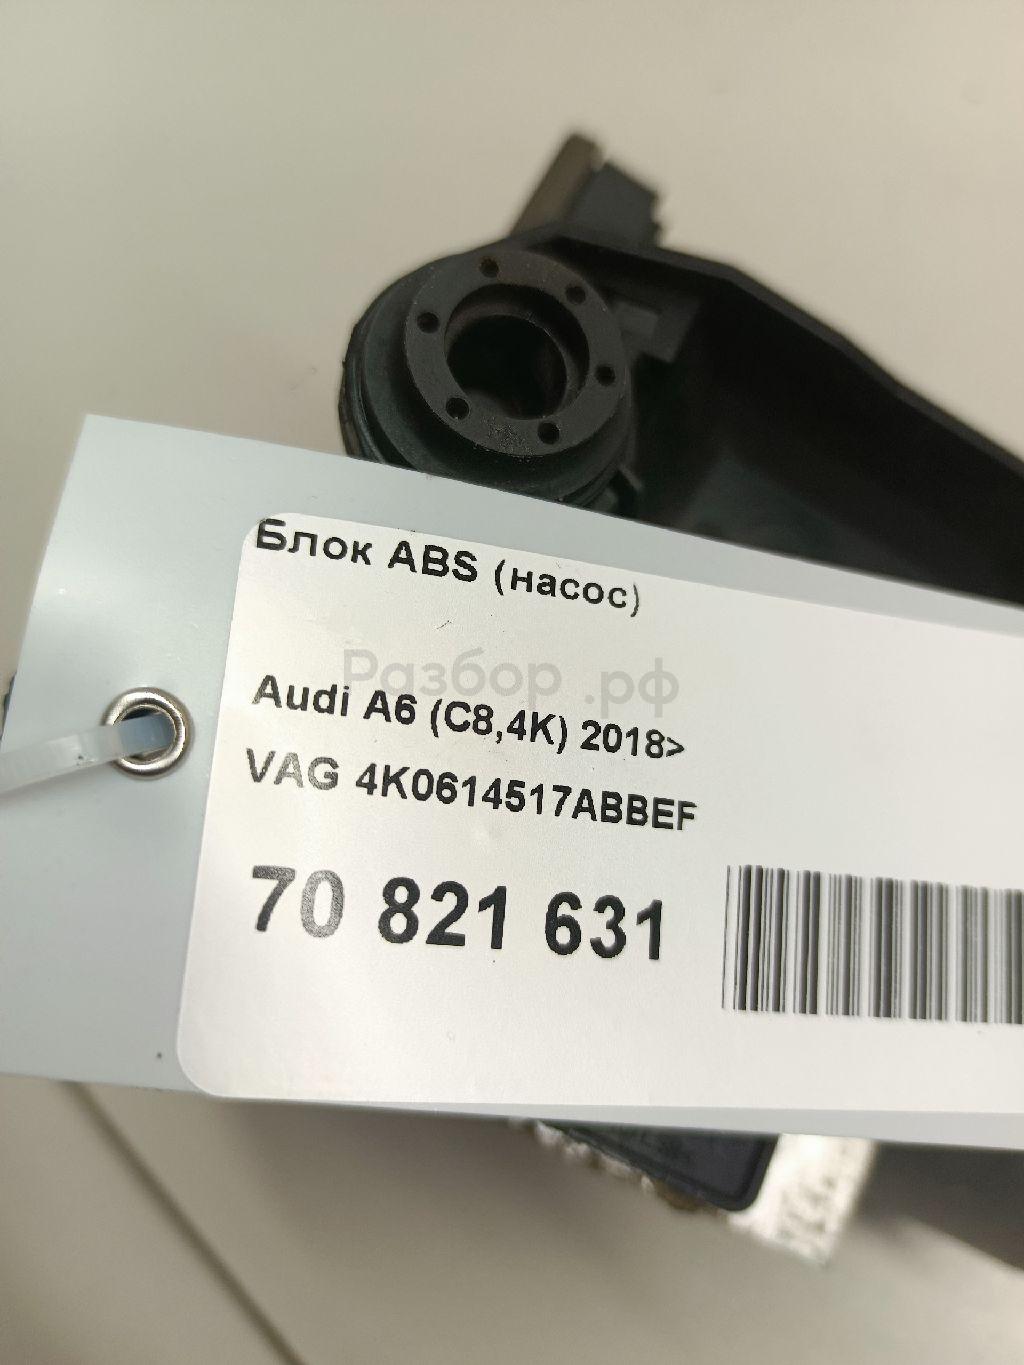 Блок ABS (насос)
Разбор.рф
Audi A6 (C8,4K) 2018>
VAG 4K0614517ABBEF
70 821 631